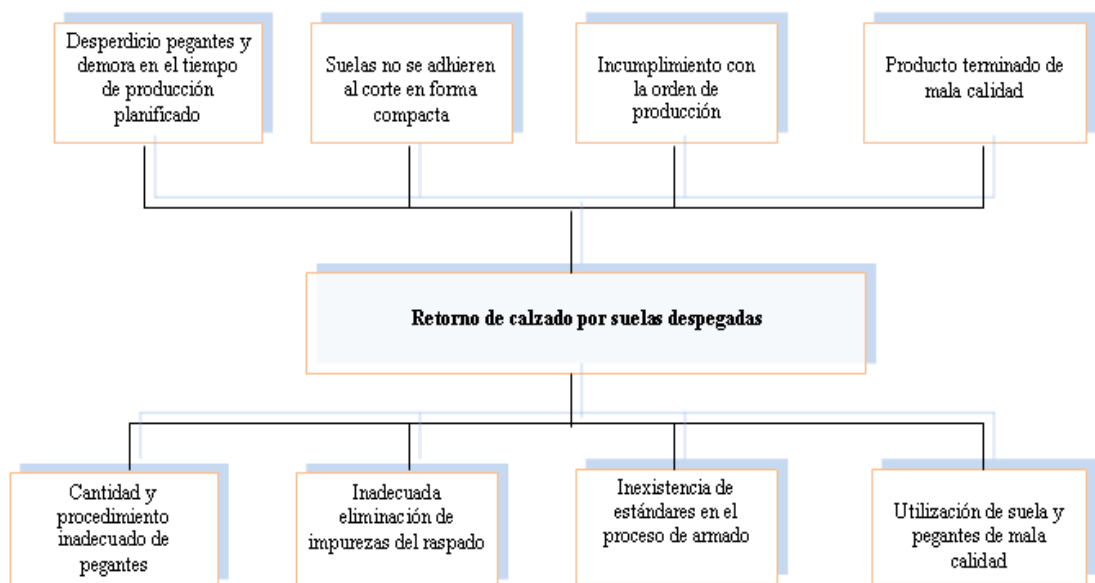 Desperdicio pegantes y
demora en el tiempo
de producción
planificado
Suelas no se adhieren
al corte en forma
compacta
Incumplimiento con
la orden de
producción
Producto terminado de
mala calidad
Retorno de calzado por suelas despegadas
Cantidad y
procedimiento
inadecuado de
pegantes
Inadecuada
eliminación de
impurezas del raspado
Inexistencia de
estándares en el
proceso de armado
Utilización de suela y
pegantes de mala
calidad